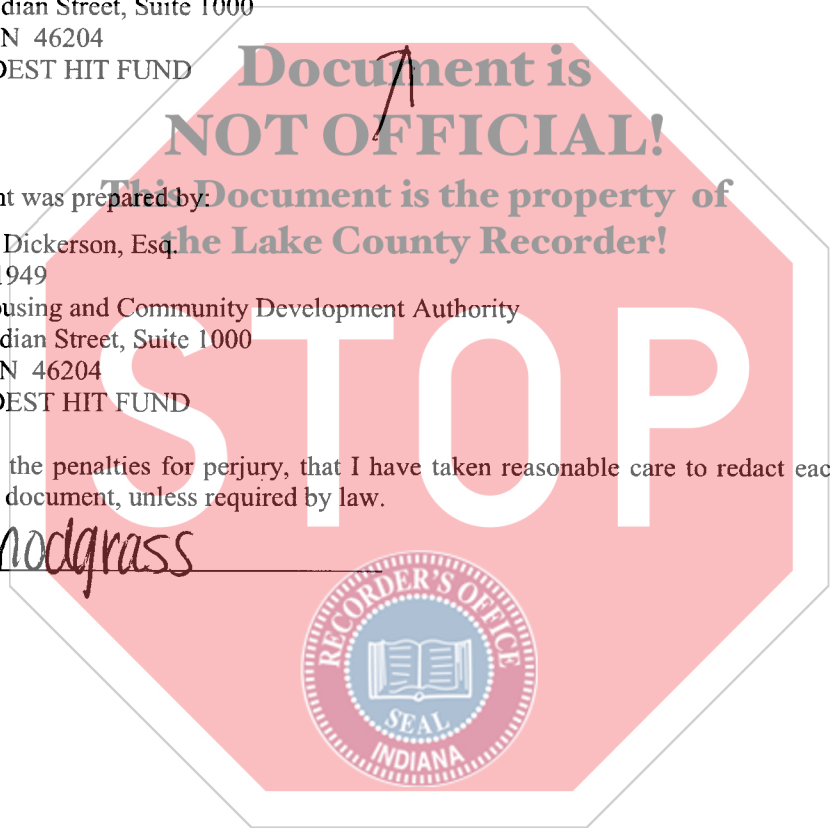 dian Street, Suite 1000
N 46204
DEST HIT FUND
Document is
NOT OFFICIAL!
This Document is the property of
the Lake County Recorder!
nt was prepared by:
Dickerson, Esq.
1949
ousing and Community Development Authority
dian Street, Suite 1000
N 46204
DEST HIT FUND
STOP
the penalties for perjury, that I have taken reasonable care to redact eac
document, unless required by law.
nodgrass
RECORDER'S OFFICE
SEAL
INDIANA